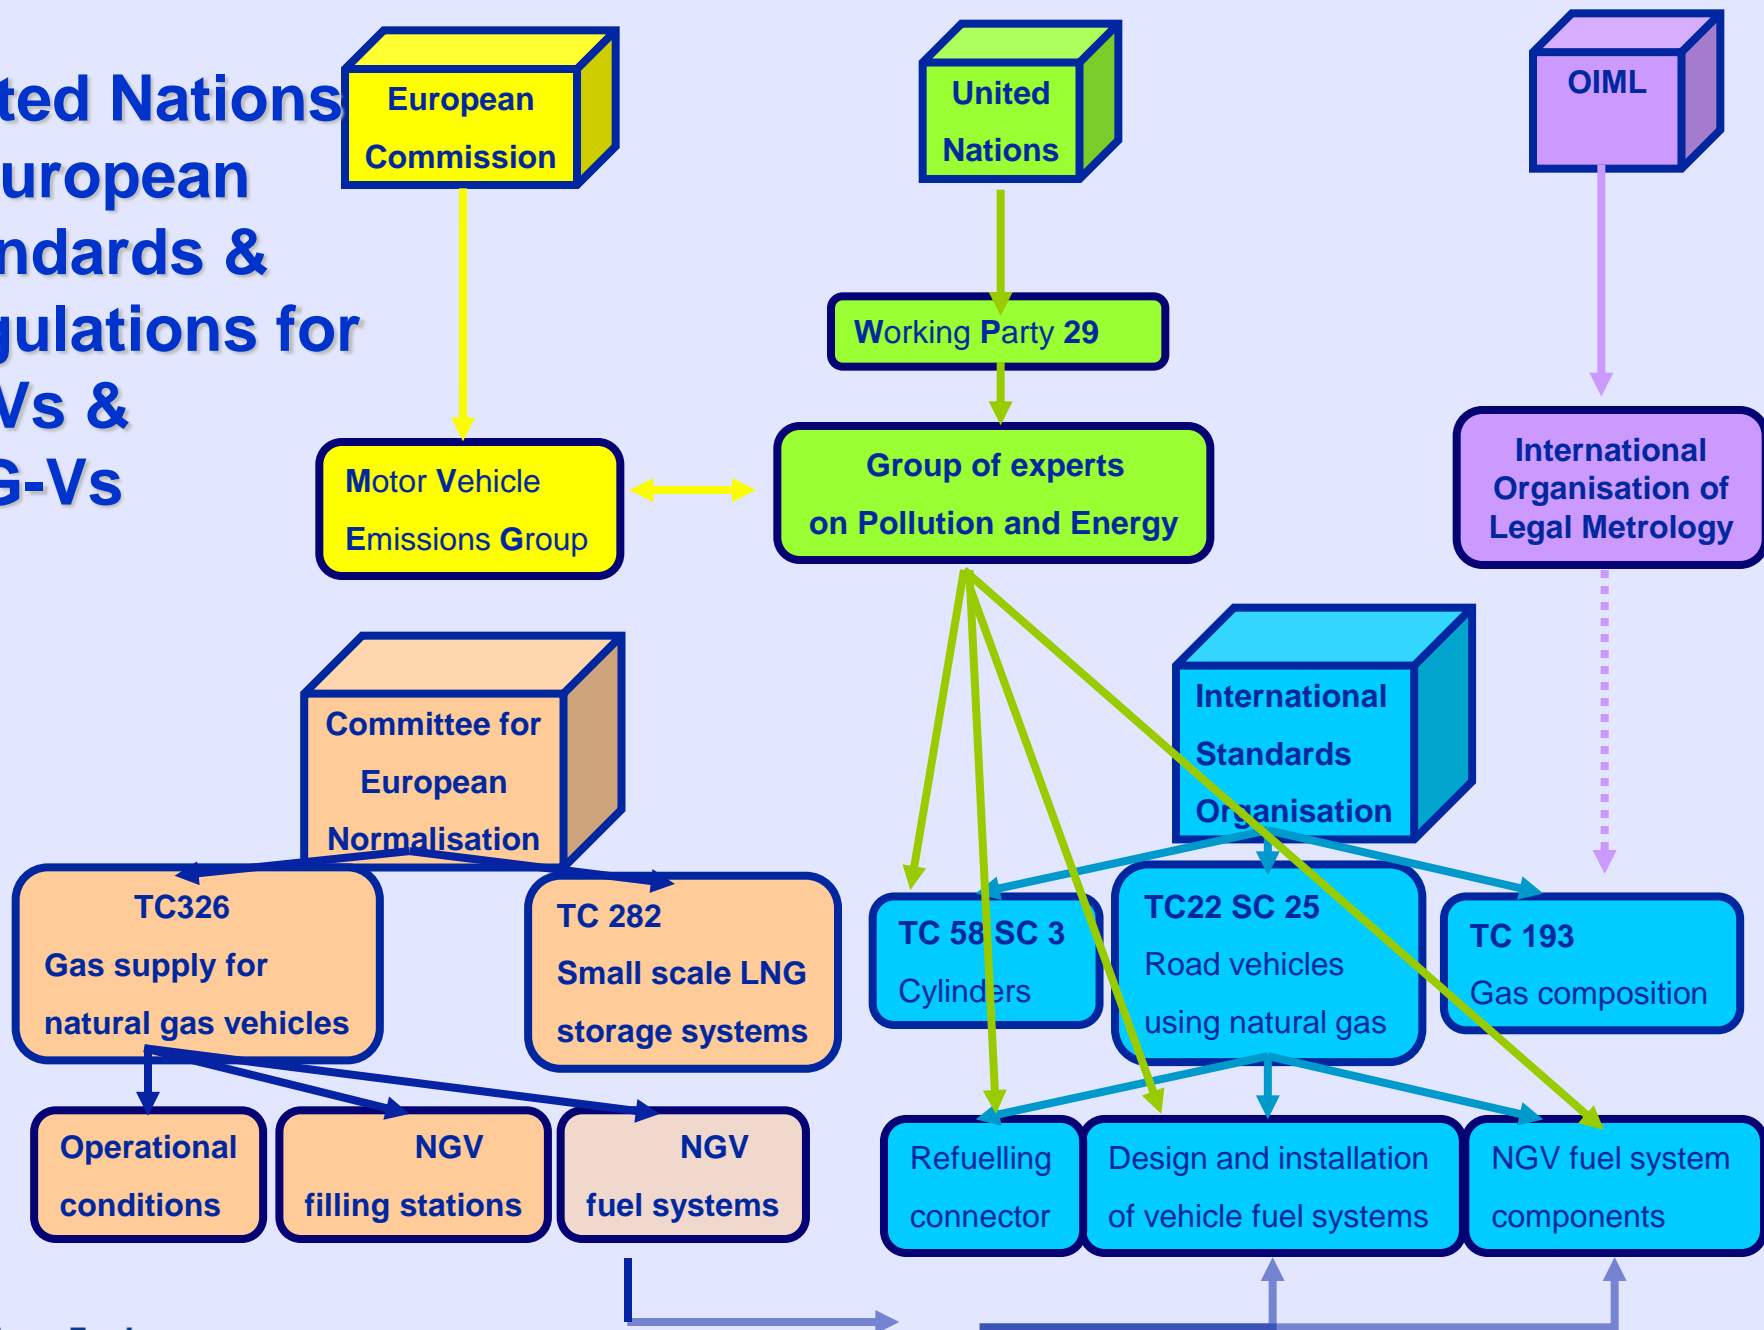 ted Nations
uropean
ndards &
gulations for
Vs &
G-Vs
European
Commission
United
Nations
OIML
Working Party 29
Motor Vehicle
Emissions Group
Group of experts
on Pollution and Energy
International
Organisation of
Legal Metrology
Committee for
European
Normalisation
International
Standards
Organisation
TC326
Gas supply for
natural gas vehicles
TC 282
Small scale LNG
storage systems
TC 58 SC 3
Cylinders
TC22 SC 25
Road vehicles
using natural gas
TC 193
Gas composition
Operational
conditions
NGV
filling stations
NGV
fuel systems
Refuelling
connector
Design and installation
of vehicle fuel systems
NGV fuel system
components